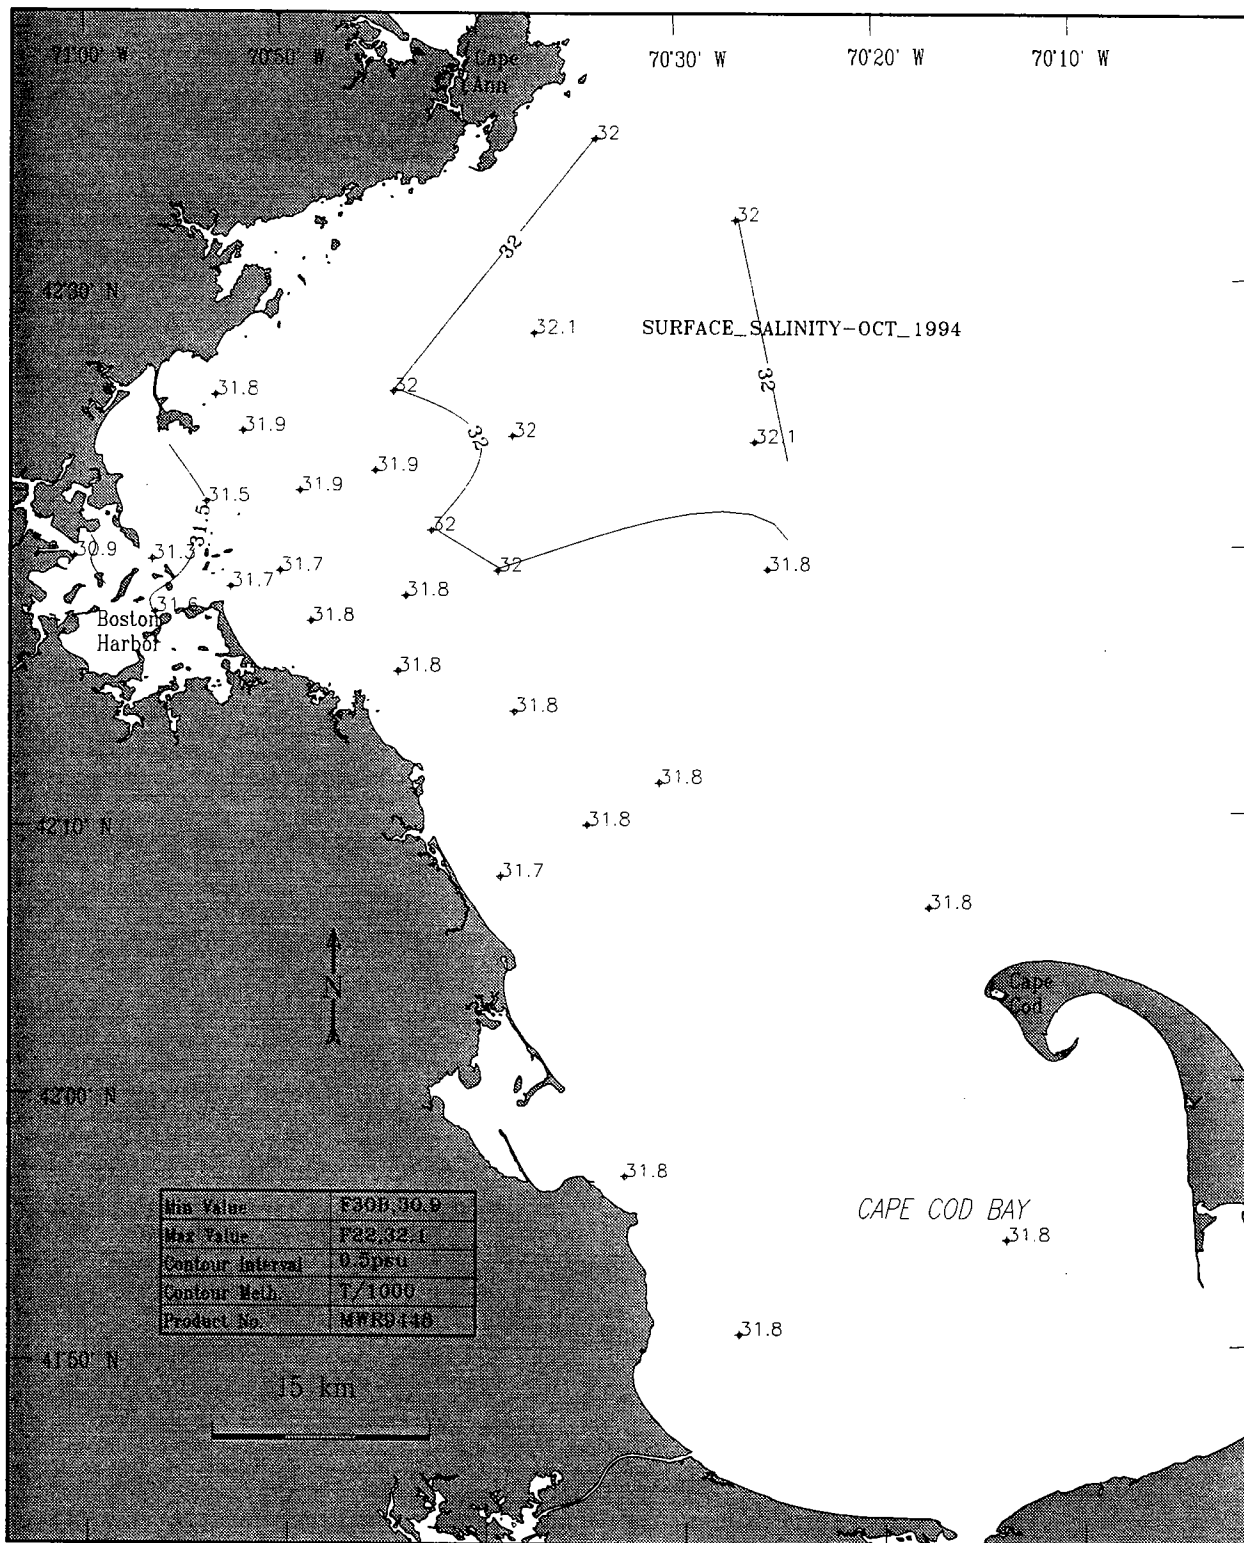 71°00' W
70°50' W
70°30' W
70°20' W
70°10' W
Cape
Ann
32
32
32
42°30' N
32.1
SURFACE_SALINITY-OCT_1994
32
31.8
32
31.9
32
32
32.1
31.9
31.9
31.5
31.5
32
30.9
31.3
31.7
31.7
32
31.8
31.8
31.6
Boston
Harbor
31.8
31.8
31.8
31.8
31.8
42°10' N
31.7
31.8
N
Cape
Cod
42°00' N
31.8
Min Value F30B,30.9
CAPE COD BAY
Max Value F22,32.1
31.8
Contour Interval 0.5psu
Contour Meth. T/1000
Product No. MWR9448
31.8
41°50' N
15 km